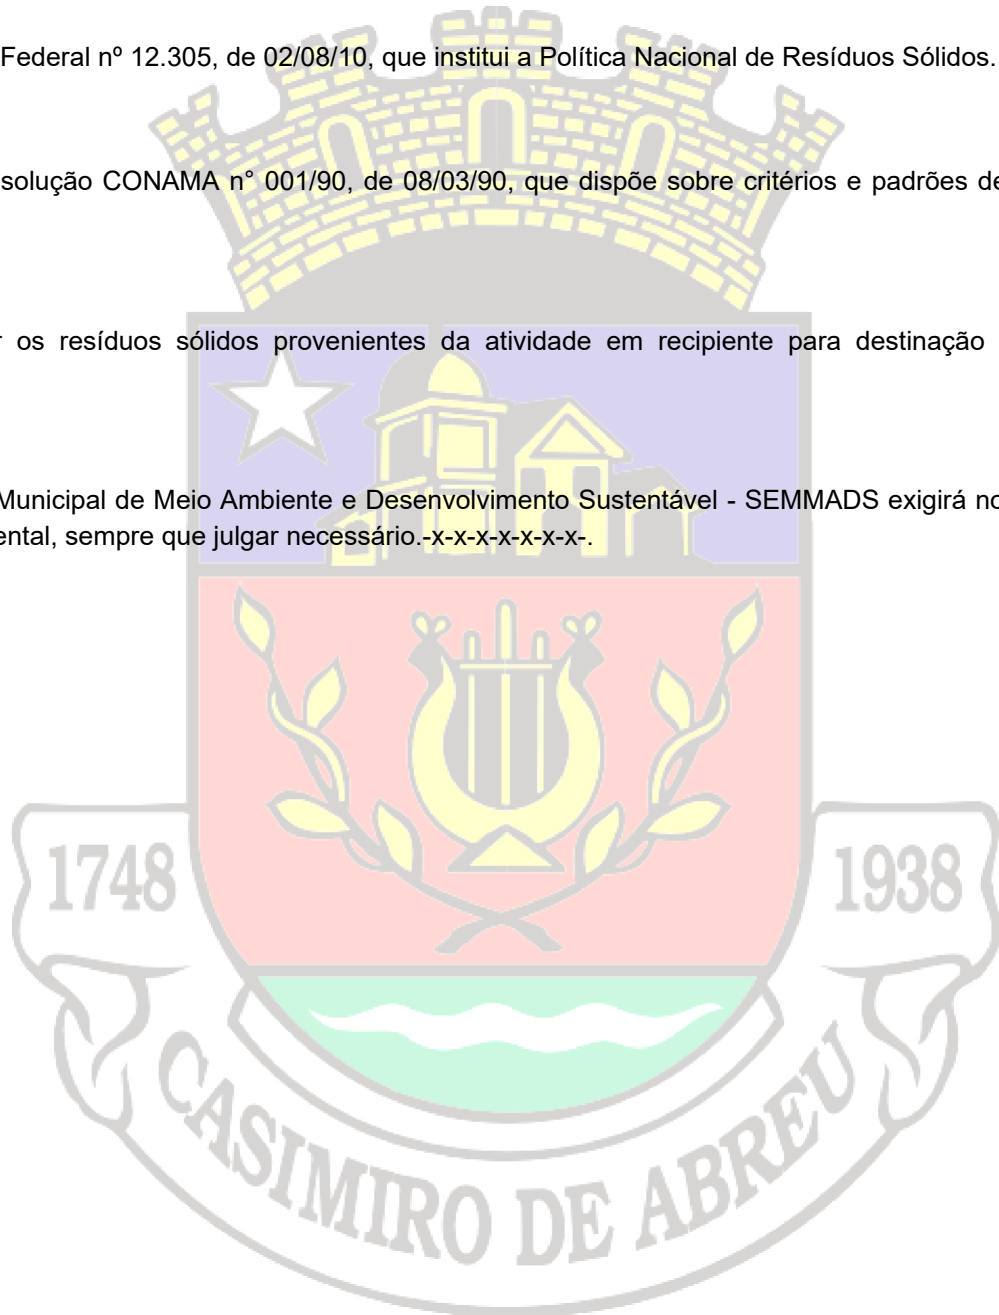 Federal nº 12.305, de 02/08/10, que institui a Política Nacional de Resíduos Sólidos.
solução CONAMA n° 001/90, de 08/03/90, que dispõe sobre critérios e padrões de
os resíduos sólidos provenientes da atividade em recipiente para destinação
Municipal de Meio Ambiente e Desenvolvimento Sustentável - SEMMADS exigirá no
ental, sempre que julgar necessário.-x-x-x-x-x-x-x-.
1748
1938
CASIMIRO DE ABREU